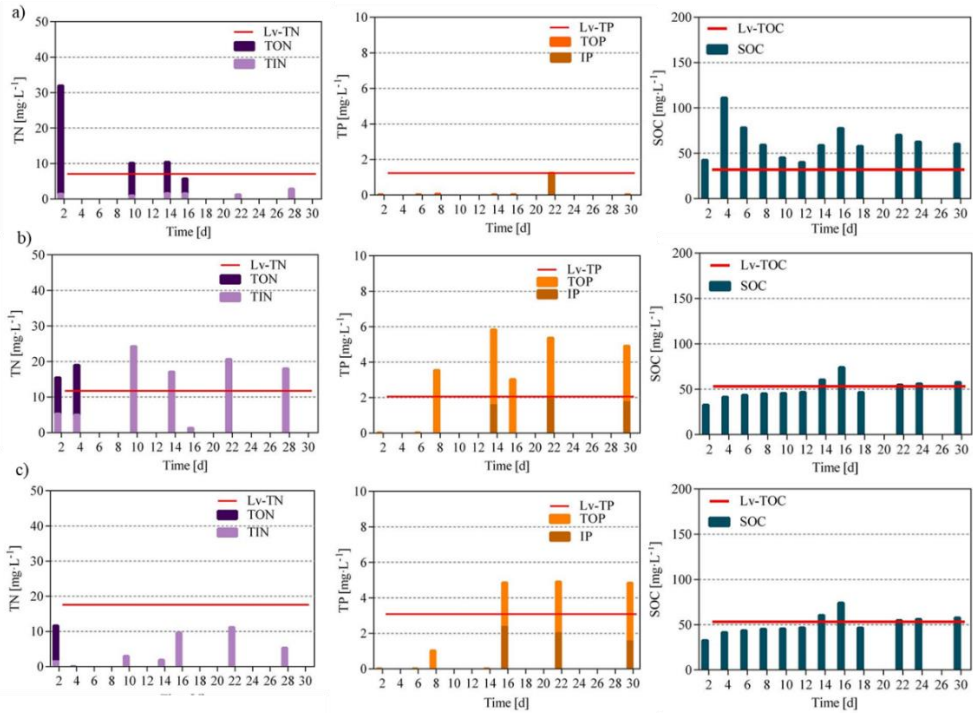 a)
TN [mg·L⁻¹]
50
40
30
20
10
0
Lv-TN
TON
TIN
2 4 6 8 10 12 14 16 18 20 22 24 26 28 30
Time [d]
TP [mg·L⁻¹]
10
8
6
4
2
0
Lv-TP
TOP
IP
2 4 6 8 10 12 14 16 18 20 22 24 26 28 30
Time [d]
SOC [mg·L⁻¹]
200
150
100
50
0
Lv-TOC
SOC
2 4 6 8 10 12 14 16 18 20 22 24 26 28 30
Time [d]
b)
TN [mg·L⁻¹]
50
40
30
20
10
0
Lv-TN
TON
TIN
2 4 6 8 10 12 14 16 18 20 22 24 26 28 30
Time [d]
TP [mg·L⁻¹]
10
8
6
4
2
0
Lv-TP
TOP
IP
2 4 6 8 10 12 14 16 18 20 22 24 26 28 30
Time [d]
SOC [mg·L⁻¹]
200
150
100
50
0
Lv-TOC
SOC
2 4 6 8 10 12 14 16 18 20 22 24 26 28 30
Time [d]
c)
TN [mg·L⁻¹]
50
40
30
20
10
0
Lv-TN
TON
TIN
2 4 6 8 10 12 14 16 18 20 22 24 26 28 30
TP [mg·L⁻¹]
10
8
6
4
2
0
Lv-TP
TOP
IP
2 4 6 8 10 12 14 16 18 20 22 24 26 28 30
Time [d]
SOC [mg·L⁻¹]
200
150
100
50
0
Lv-TOC
SOC
2 4 6 8 10 12 14 16 18 20 22 24 26 28 30
Time [d]